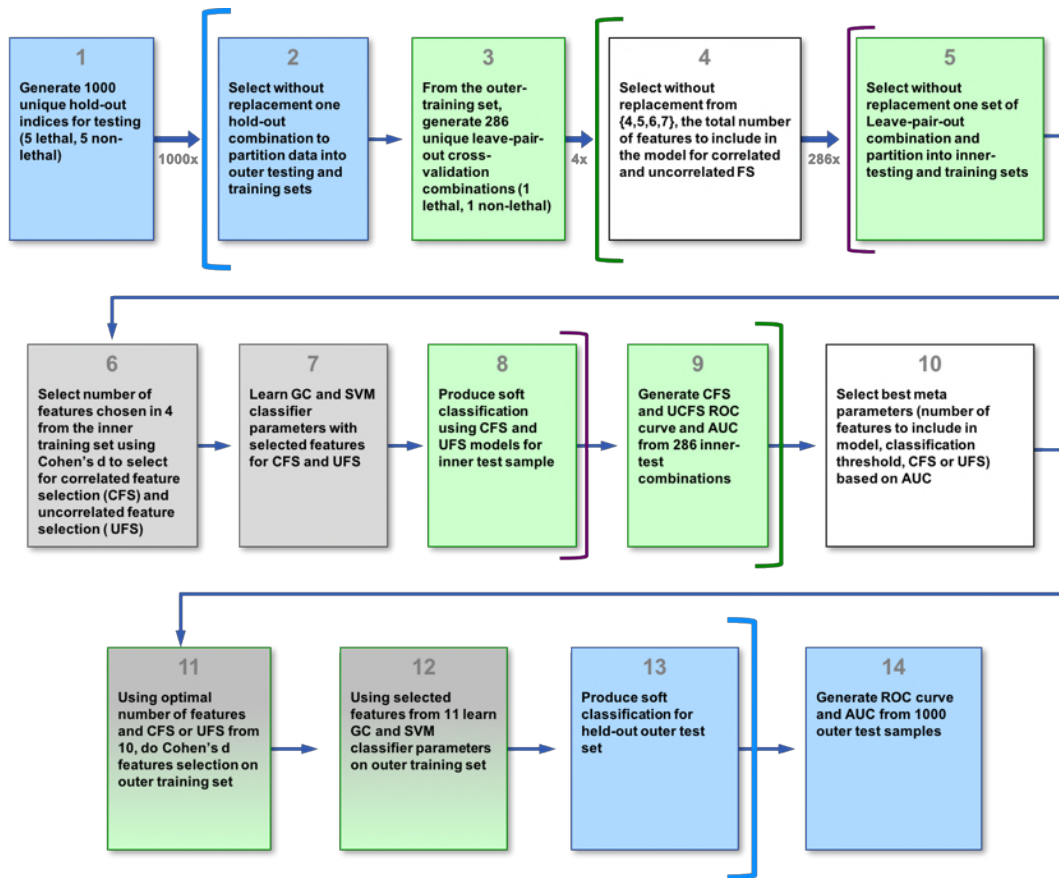 1
Generate 1000
unique hold-out
indices for testing
(5 lethal, 5 non-
lethal)
1000x
2
Select without
replacement one
hold-out
combination to
partition data into
outer testing and
training sets
3
From the outer-
training set,
generate 286
unique leave-pair-
out cross-
validation
combinations (1
lethal, 1 non-lethal)
4x
4
Select without
replacement from
{4,5,6,7}, the total
number of features
to include in the
model for correlated
and uncorrelated FS
286x
5
Select without
replacement one set of
Leave-pair-out
combination and
partition into inner-
testing and training sets
6
Select number of
features chosen in 4
from the inner
training set using
Cohen's d to select
for correlated feature
selection (CFS) and
uncorrelated feature
selection ( UFS)
7
Learn GC and SVM
classifier
parameters with
selected features
for CFS and UFS
8
Produce soft
classification
using CFS and
UFS models for
inner test sample
9
Generate CFS
and UCFS ROC
curve and AUC
from 286 inner-
test
combinations
10
Select best meta
parameters (number of
features to include in
model, classification
threshold, CFS or UFS)
based on AUC
11
Using optimal
number of features
and CFS or UFS from
10, do Cohen's d
features selection on
outer training set
12
Using selected
features from 11 learn
GC and SVM
classifier parameters
on outer training set
13
Produce soft
classification for
held-out outer test
set
14
Generate ROC curve
and AUC from 1000
outer test samples